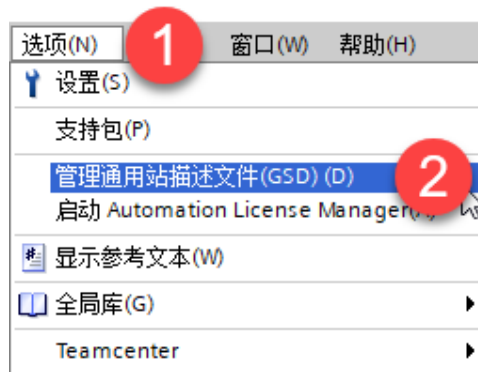 选项(N) 1 窗口(W) 帮助(H)
设置(S)
支持包(P)
管理通用站描述文件(GSD) (D) 2
启动 Automation License Manager
显示参考文本(W)
全局库(G)
Teamcenter